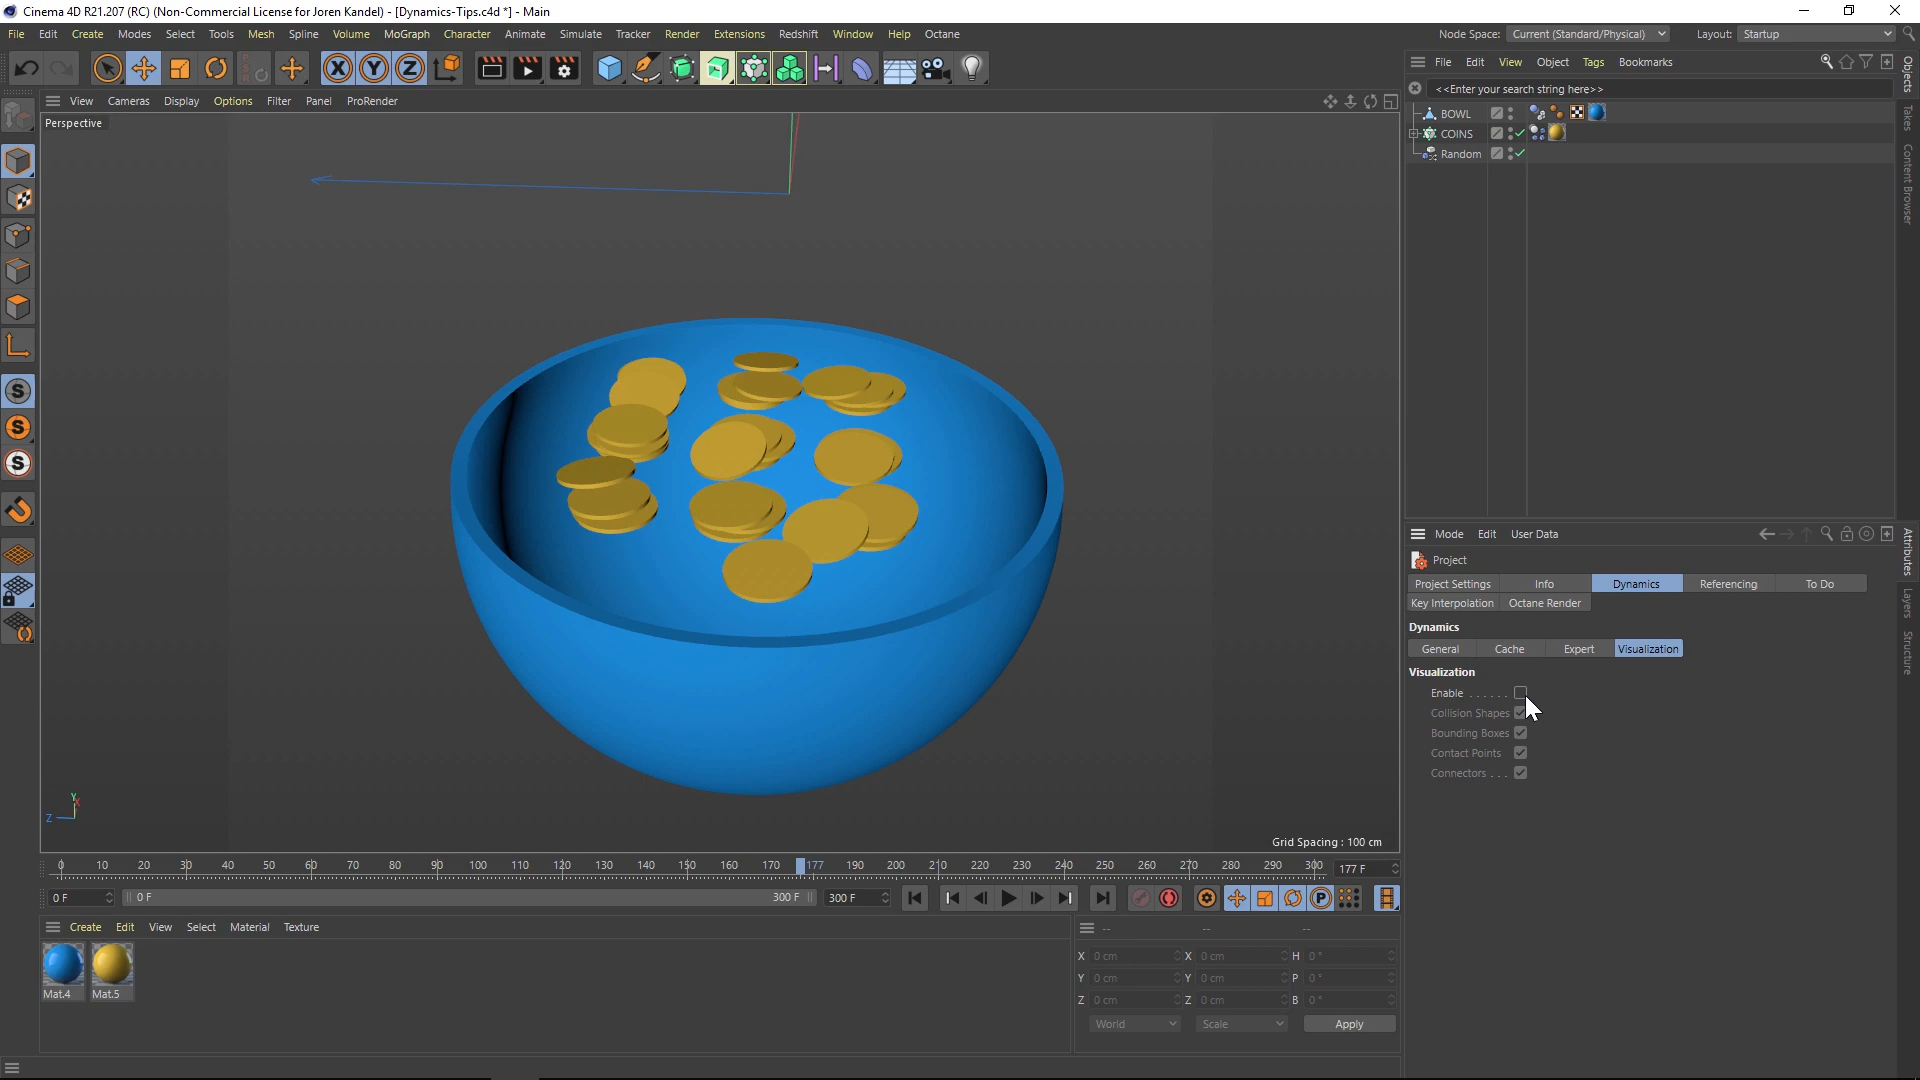 Cinema 4D R21.207 (RC) (Non-Commercial License for Joren Kandel) - [Dynamics-Tips.c4d *] - Main
File Edit Create Modes Select Tools Mesh Spline Volume MoGraph Character Animate Simulate Tracker Render Extensions Redshift Window Help Octane
Node Space: Current (Standard/Physical) Layout: Startup
File Edit View Object Tags Bookmarks
<<Enter your search string here>>
View Cameras Display Options Filter Panel ProRender
Perspective
BOWL
COINS
Random
Objects
Takes
Content Browser
Mode Edit User Data
Project
Project Settings Info Dynamics Referencing To Do
Key Interpolation Octane Render
Dynamics
General Cache Expert Visualization
Visualization
Enable . . . . . .
Collision Shapes
Bounding Boxes
Contact Points
Connectors . . .
Attributes
Layers
Structure
Y
X
Z
Grid Spacing : 100 cm
0 10 20 30 40 50 60 70 80 90 100 110 120 130 140 150 160 170 177 190 200 210 220 230 240 250 260 270 280 290 300 177 F
0 F 0 F 300 F 300 F
Create Edit View Select Material Texture
Mat.4 Mat.5
-- -- --
X 0 cm X 0 cm H 0 °
Y 0 cm Y 0 cm P 0 °
Z 0 cm Z 0 cm B 0 °
World Scale Apply